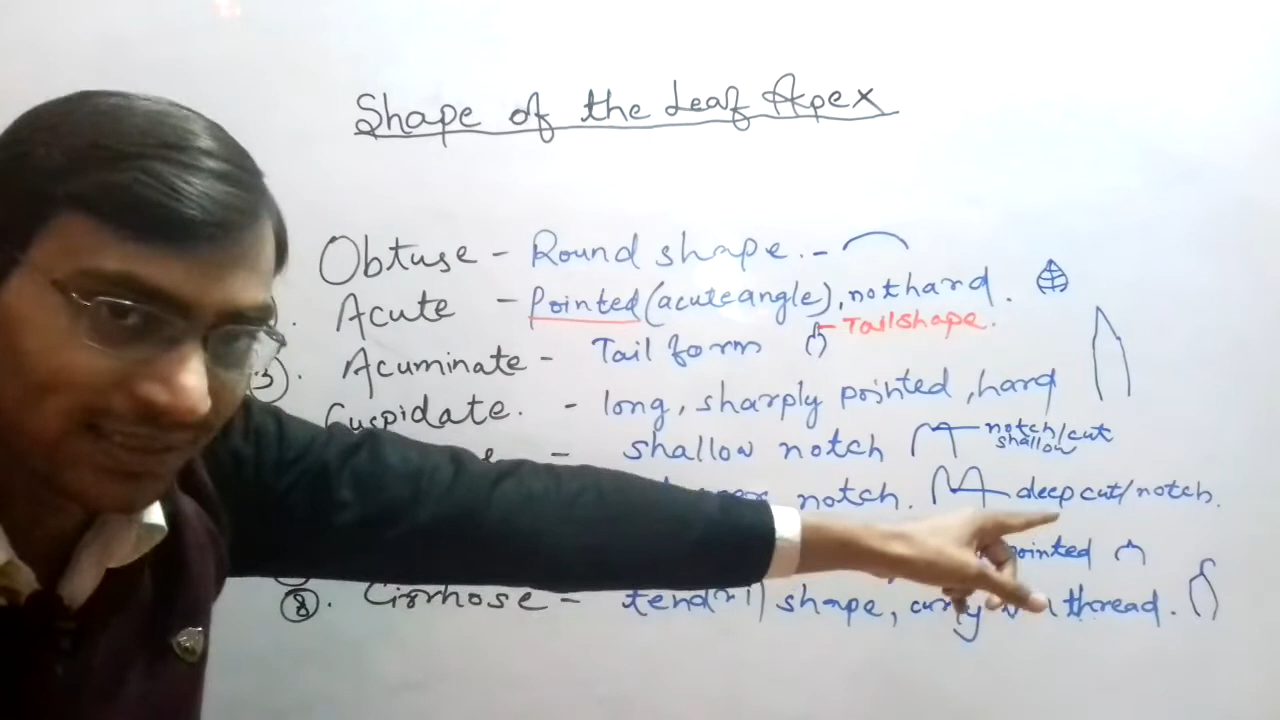 Shape of the Leaf Apex
Obtuse - Round shape. -
Acute - Pointed (acute angle), not hard.
Tail shape.
3. Acuminate - Tail form
Cuspidate. - long, sharply pointed, hard
- shallow notch notch/cut
shallow
notch. deep cut/notch.
pointed
8. Cirrhose - tendril shape, curly thread.